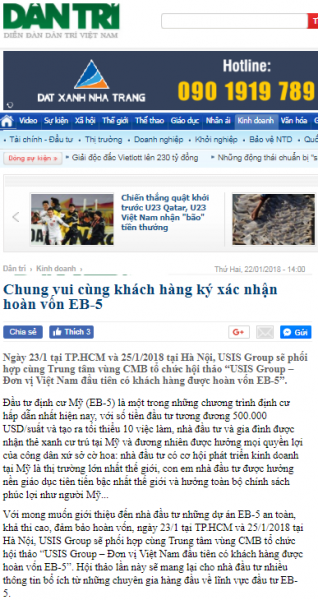 DÂN TRÍ
DIỄN ĐÀN DÂN TRÍ VIỆT NAM
ĐẤT XANH NHA TRANG
Hotline:
090 1919 789
Video Sự kiện Xã hội Thế giới Thể thao Giáo dục Nhân ái Kinh doanh Văn hóa G
• Tài chính - Đầu tư • Thị trường • Doanh nghiệp • Khởi nghiệp • Bảo vệ NTD • Qu
Dòng sự kiện » • Giải độc đắc Vietlott lên 230 tỷ đồng • Những động thái chuẩn bị "s
Chiến thắng quật khởi
trước U23 Qatar, U23
Việt Nam nhận "bão"
tiền thưởng
Dân trí › Kinh doanh ›
Thứ Hai, 22/01/2018 - 14:00
Chung vui cùng khách hàng ký xác nhận
hoàn vốn EB-5
Chia sẻ Thích 3 G+ Gửi
Ngày 23/1 tại TP.HCM và 25/1/2018 tại Hà Nội, USIS Group sẽ phối
hợp cùng Trung tâm vùng CMB tổ chức hội thảo “USIS Group –
Đơn vị Việt Nam đầu tiên có khách hàng được hoàn vốn EB-5”.
Đầu tư định cư Mỹ (EB-5) là một trong những chương trình định cư
hấp dẫn nhất hiện nay, với số tiền đầu tư tương đương 500.000
USD/suất và tạo ra tối thiểu 10 việc làm, nhà đầu tư và gia đình được
nhận thẻ xanh cư trú tại Mỹ và đương nhiên được hưởng mọi quyền lợi
của công dân xứ sở cờ hoa: nhà đầu tư có cơ hội phát triển kinh doanh
tại Mỹ là thị trường lớn nhất thế giới, con em nhà đầu tư được hưởng
nền giáo dục tiên tiến bậc nhất thế giới và hưởng toàn bộ chính sách
phúc lợi như người Mỹ...
Với mong muốn giới thiệu đến nhà đầu tư những dự án EB-5 an toàn,
khả thi cao, đảm bảo hoàn vốn, ngày 23/1 tại TP.HCM và 25/1/2018 tại
Hà Nội, USIS Group sẽ phối hợp cùng Trung tâm vùng CMB tổ chức
hội thảo “USIS Group – Đơn vị Việt Nam đầu tiên có khách hàng được
hoàn vốn EB-5”. Hội thảo lần này sẽ mang lại cho nhà đầu tư nhiều
thông tin bổ ích từ những chuyên gia hàng đầu về lĩnh vực đầu tư EB-
5.